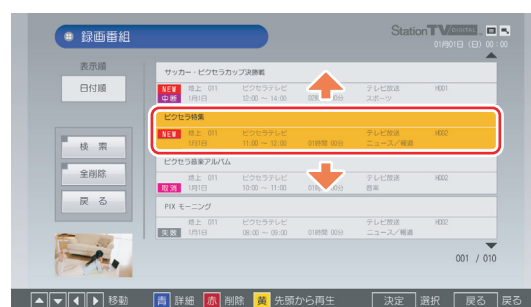 録画番組
StationTV DIGITAL
01月01日（日）00：00
表示順
日付順
検 索
全削除
戻 る
サッカー・ピクセラカップ決勝戦
NEW 地上 011 ピクセラテレビ テレビ放送 HD01
中断 1月1日 12:00 ～ 14:00 スポーツ
ピクセラ特集
NEW 地上 011 ピクセラテレビ テレビ放送 HD02
1月1日 11:00 ～ 12:00 01時間 00分 ニュース／報道
ピクセラ音楽アルバム
地上 011 ピクセラテレビ テレビ放送 HD02
取消 1月1日 10:00 ～ 11:00 音楽
PIX モーニング
地上 011 ピクセラテレビ テレビ放送 HD02
失敗 1月1日 08:00 ～ 09:00 01時間 00分 ニュース／報道
001 / 010
移動 青 詳細 赤 削除 黄 先頭から再生 決定 選択 戻る 戻る